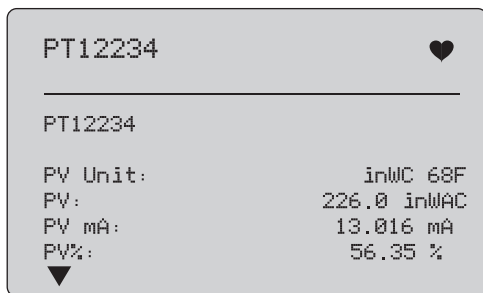 PT12234
PT12234
PV Unit: inWC 68F
PV: 226.0 inWAC
PV mA: 13.016 mA
PV%: 56.35 %